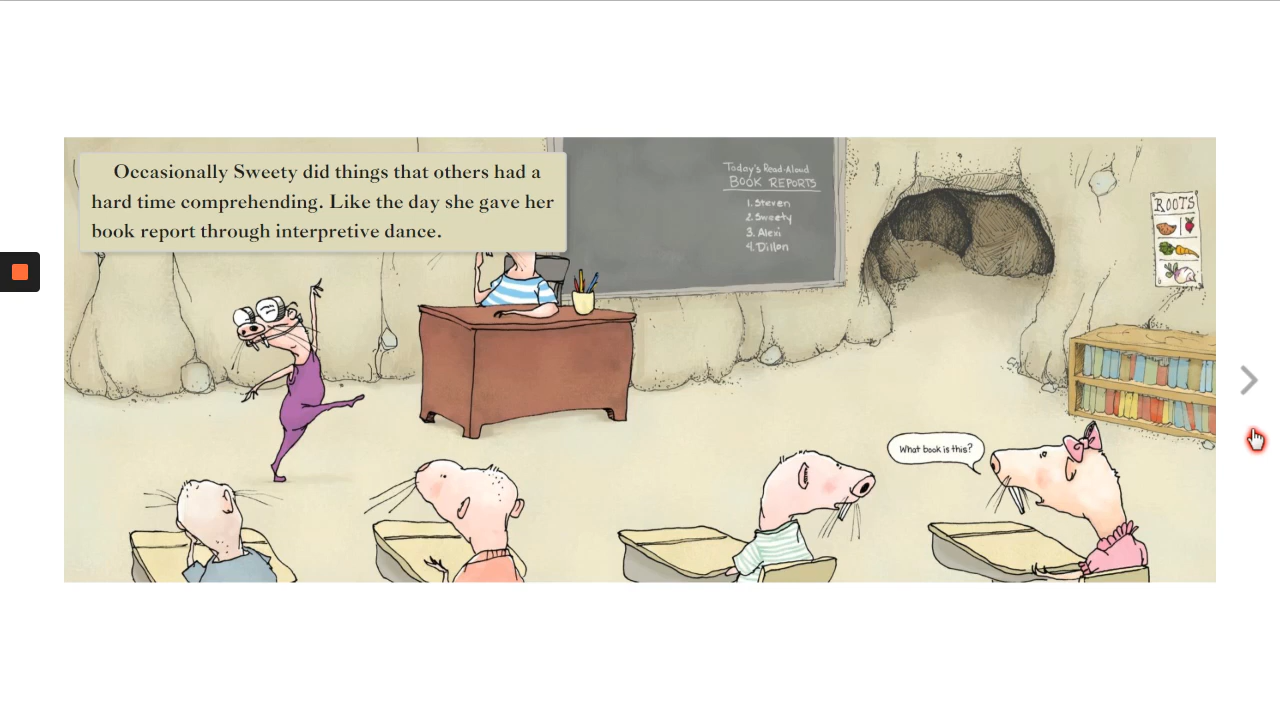 Occasionally Sweety did things that others had a
hard time comprehending. Like the day she gave her
book report through interpretive dance.
Today's Read-Aloud
BOOK REPORTS
1. Steven
2. Sweety
3. Alexi
4. Dillon
ROOTS
What book is this?